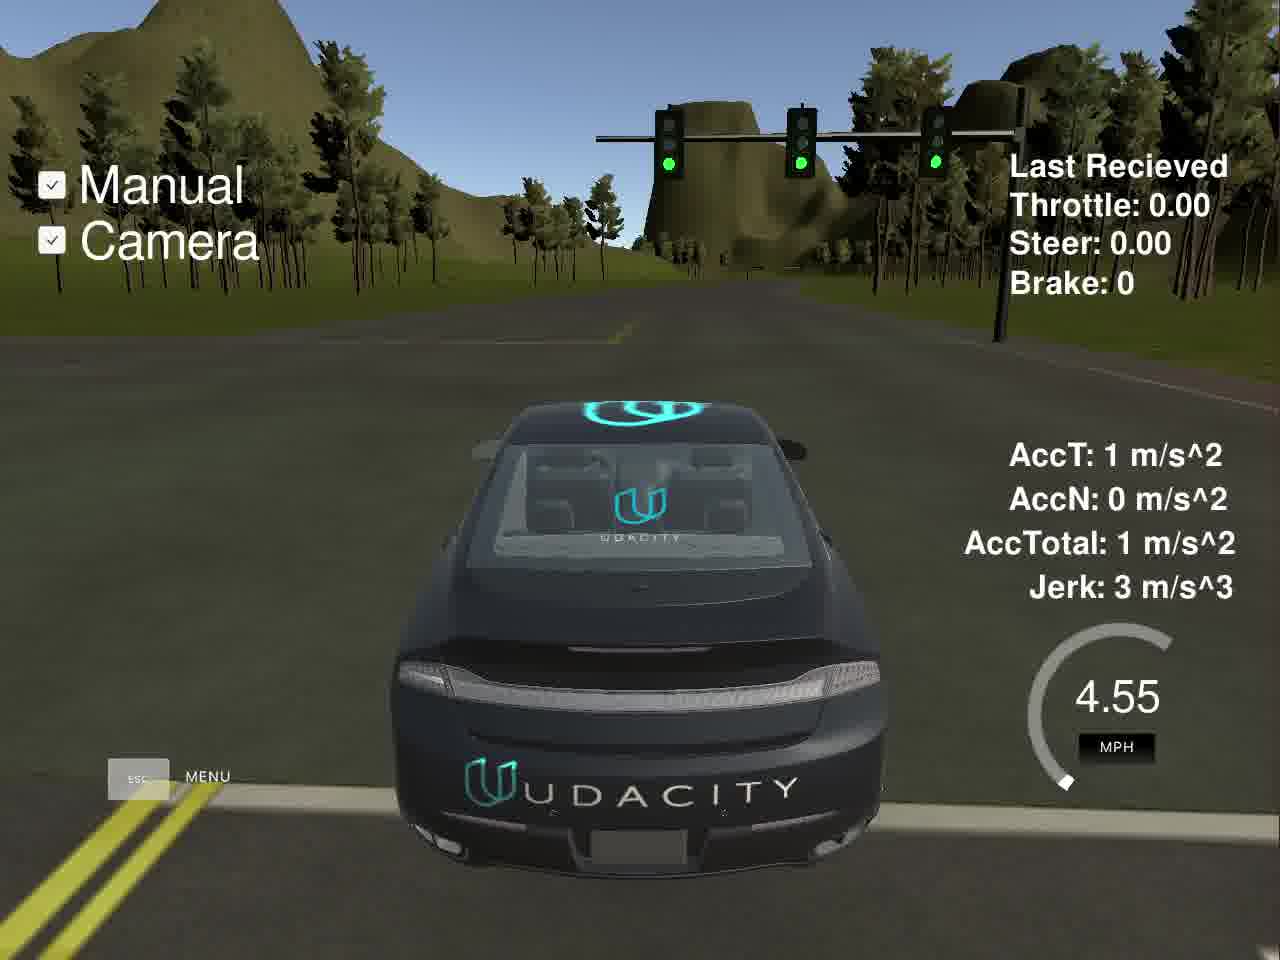 Manual
Camera
Last Recieved
Throttle: 0.00
Steer: 0.00
Brake: 0
UDACITY
AccT: 1 m/s^2
AccN: 0 m/s^2
AccTotal: 1 m/s^2
Jerk: 3 m/s^3
4.55
MPH
ESC
MENU
UDACITY